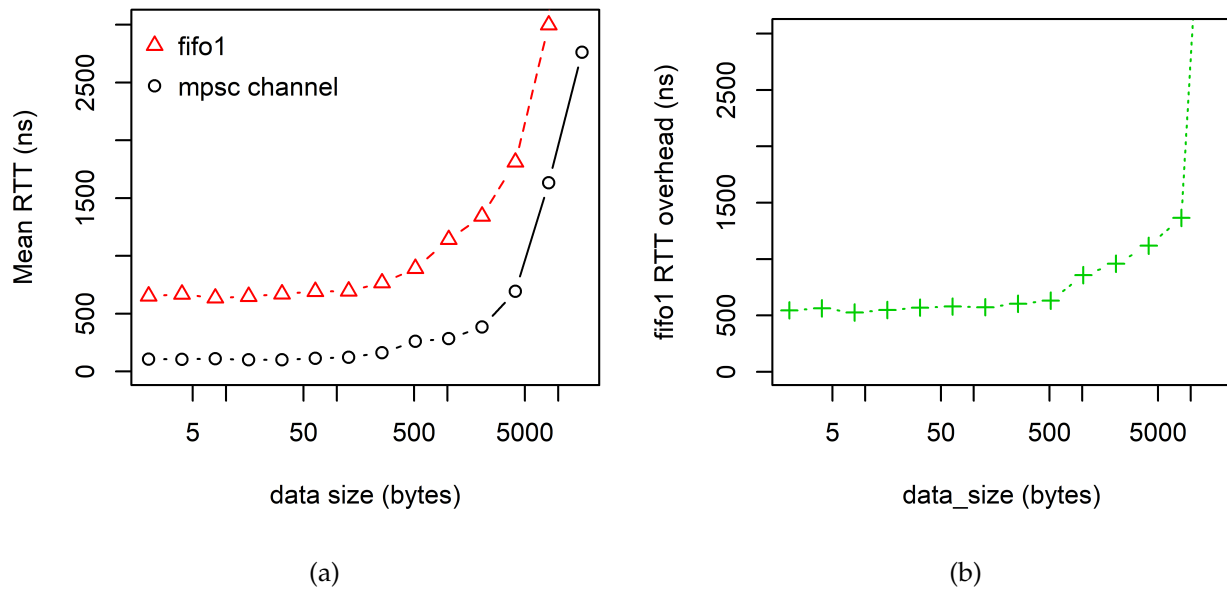 fifo1
mpsc channel
Mean RTT (ns)
0 500 1500 2500
5 50 500 5000
data size (bytes)
(a)
fifo1 RTT overhead (ns)
0 500 1500 2500
5 50 500 5000
data_size (bytes)
(b)